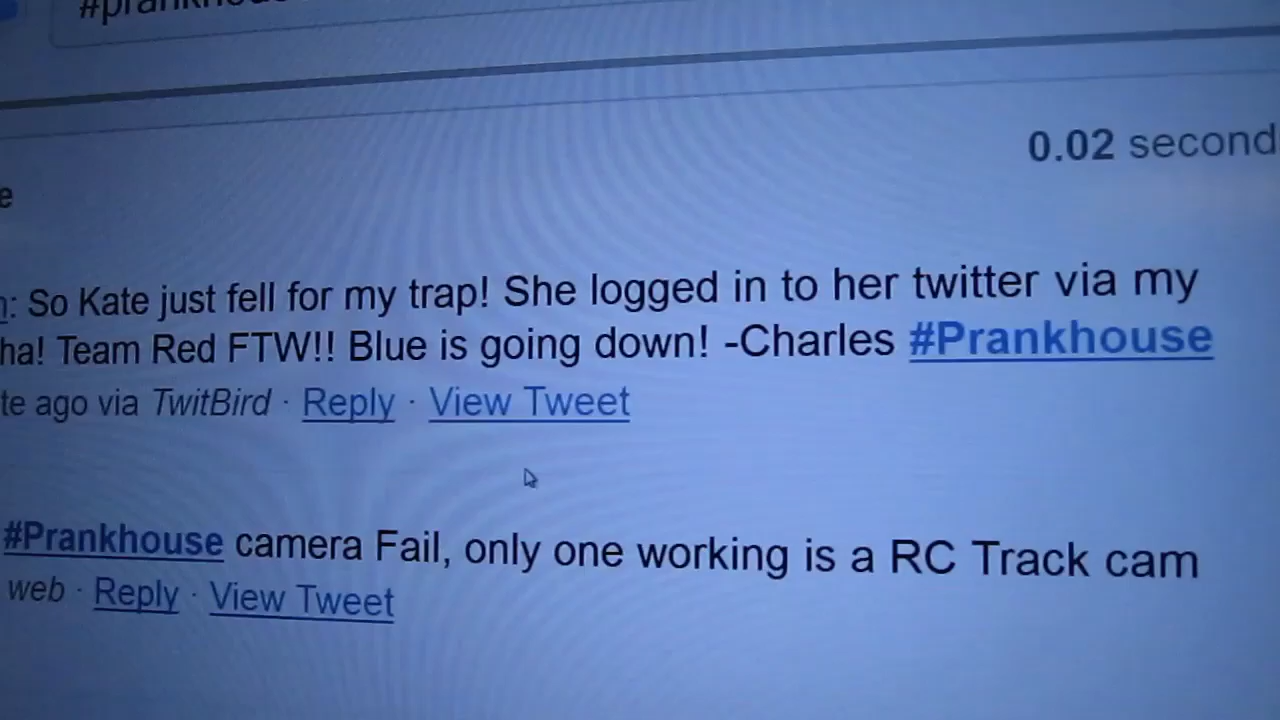 0.02 second
e
: So Kate just fell for my trap! She logged in to her twitter via my
ha! Team Red FTW!! Blue is going down! -Charles #Prankhouse
te ago via TwitBird · Reply · View Tweet
#Prankhouse camera Fail, only one working is a RC Track cam
web · Reply · View Tweet